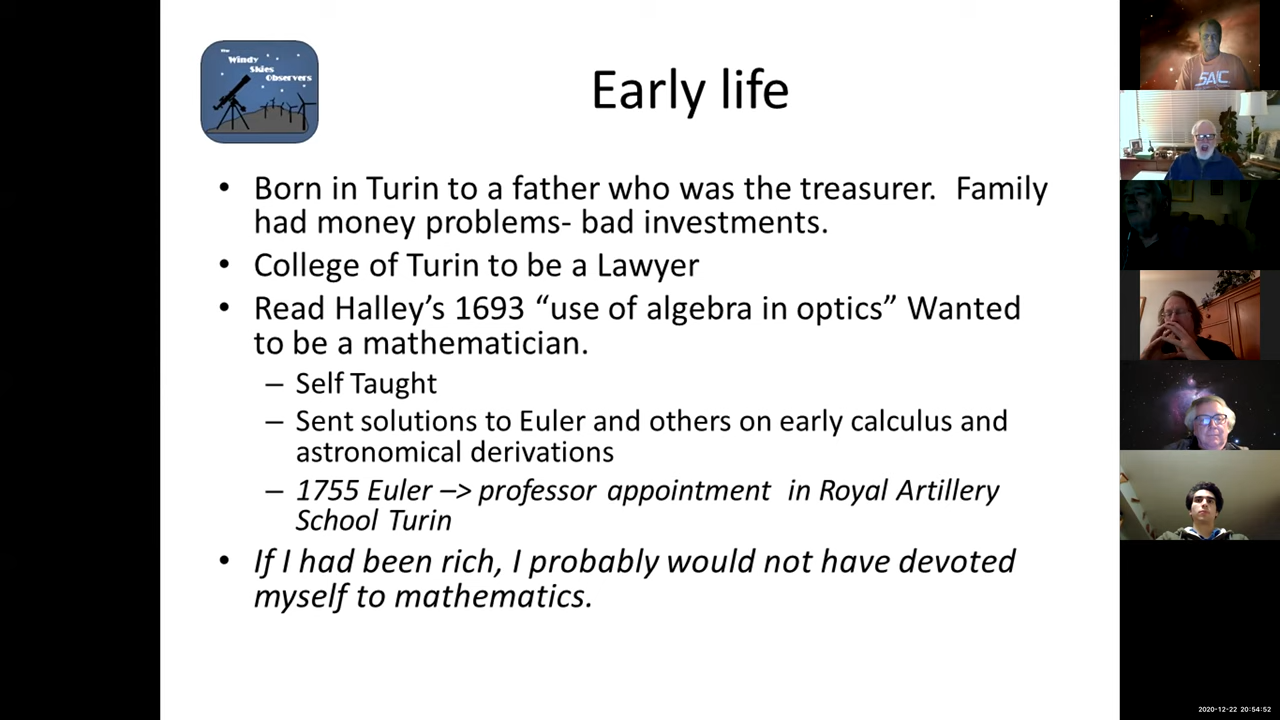 The
Windy
Skies
Observers
Early life
• Born in Turin to a father who was the treasurer.  Family
had money problems- bad investments.
• College of Turin to be a Lawyer
• Read Halley’s 1693 “use of algebra in optics” Wanted
to be a mathematician.
– Self Taught
– Sent solutions to Euler and others on early calculus and
astronomical derivations
– 1755 Euler –> professor appointment  in Royal Artillery
School Turin
• If I had been rich, I probably would not have devoted
myself to mathematics.
SAIC
2020-12-22 20:54:52